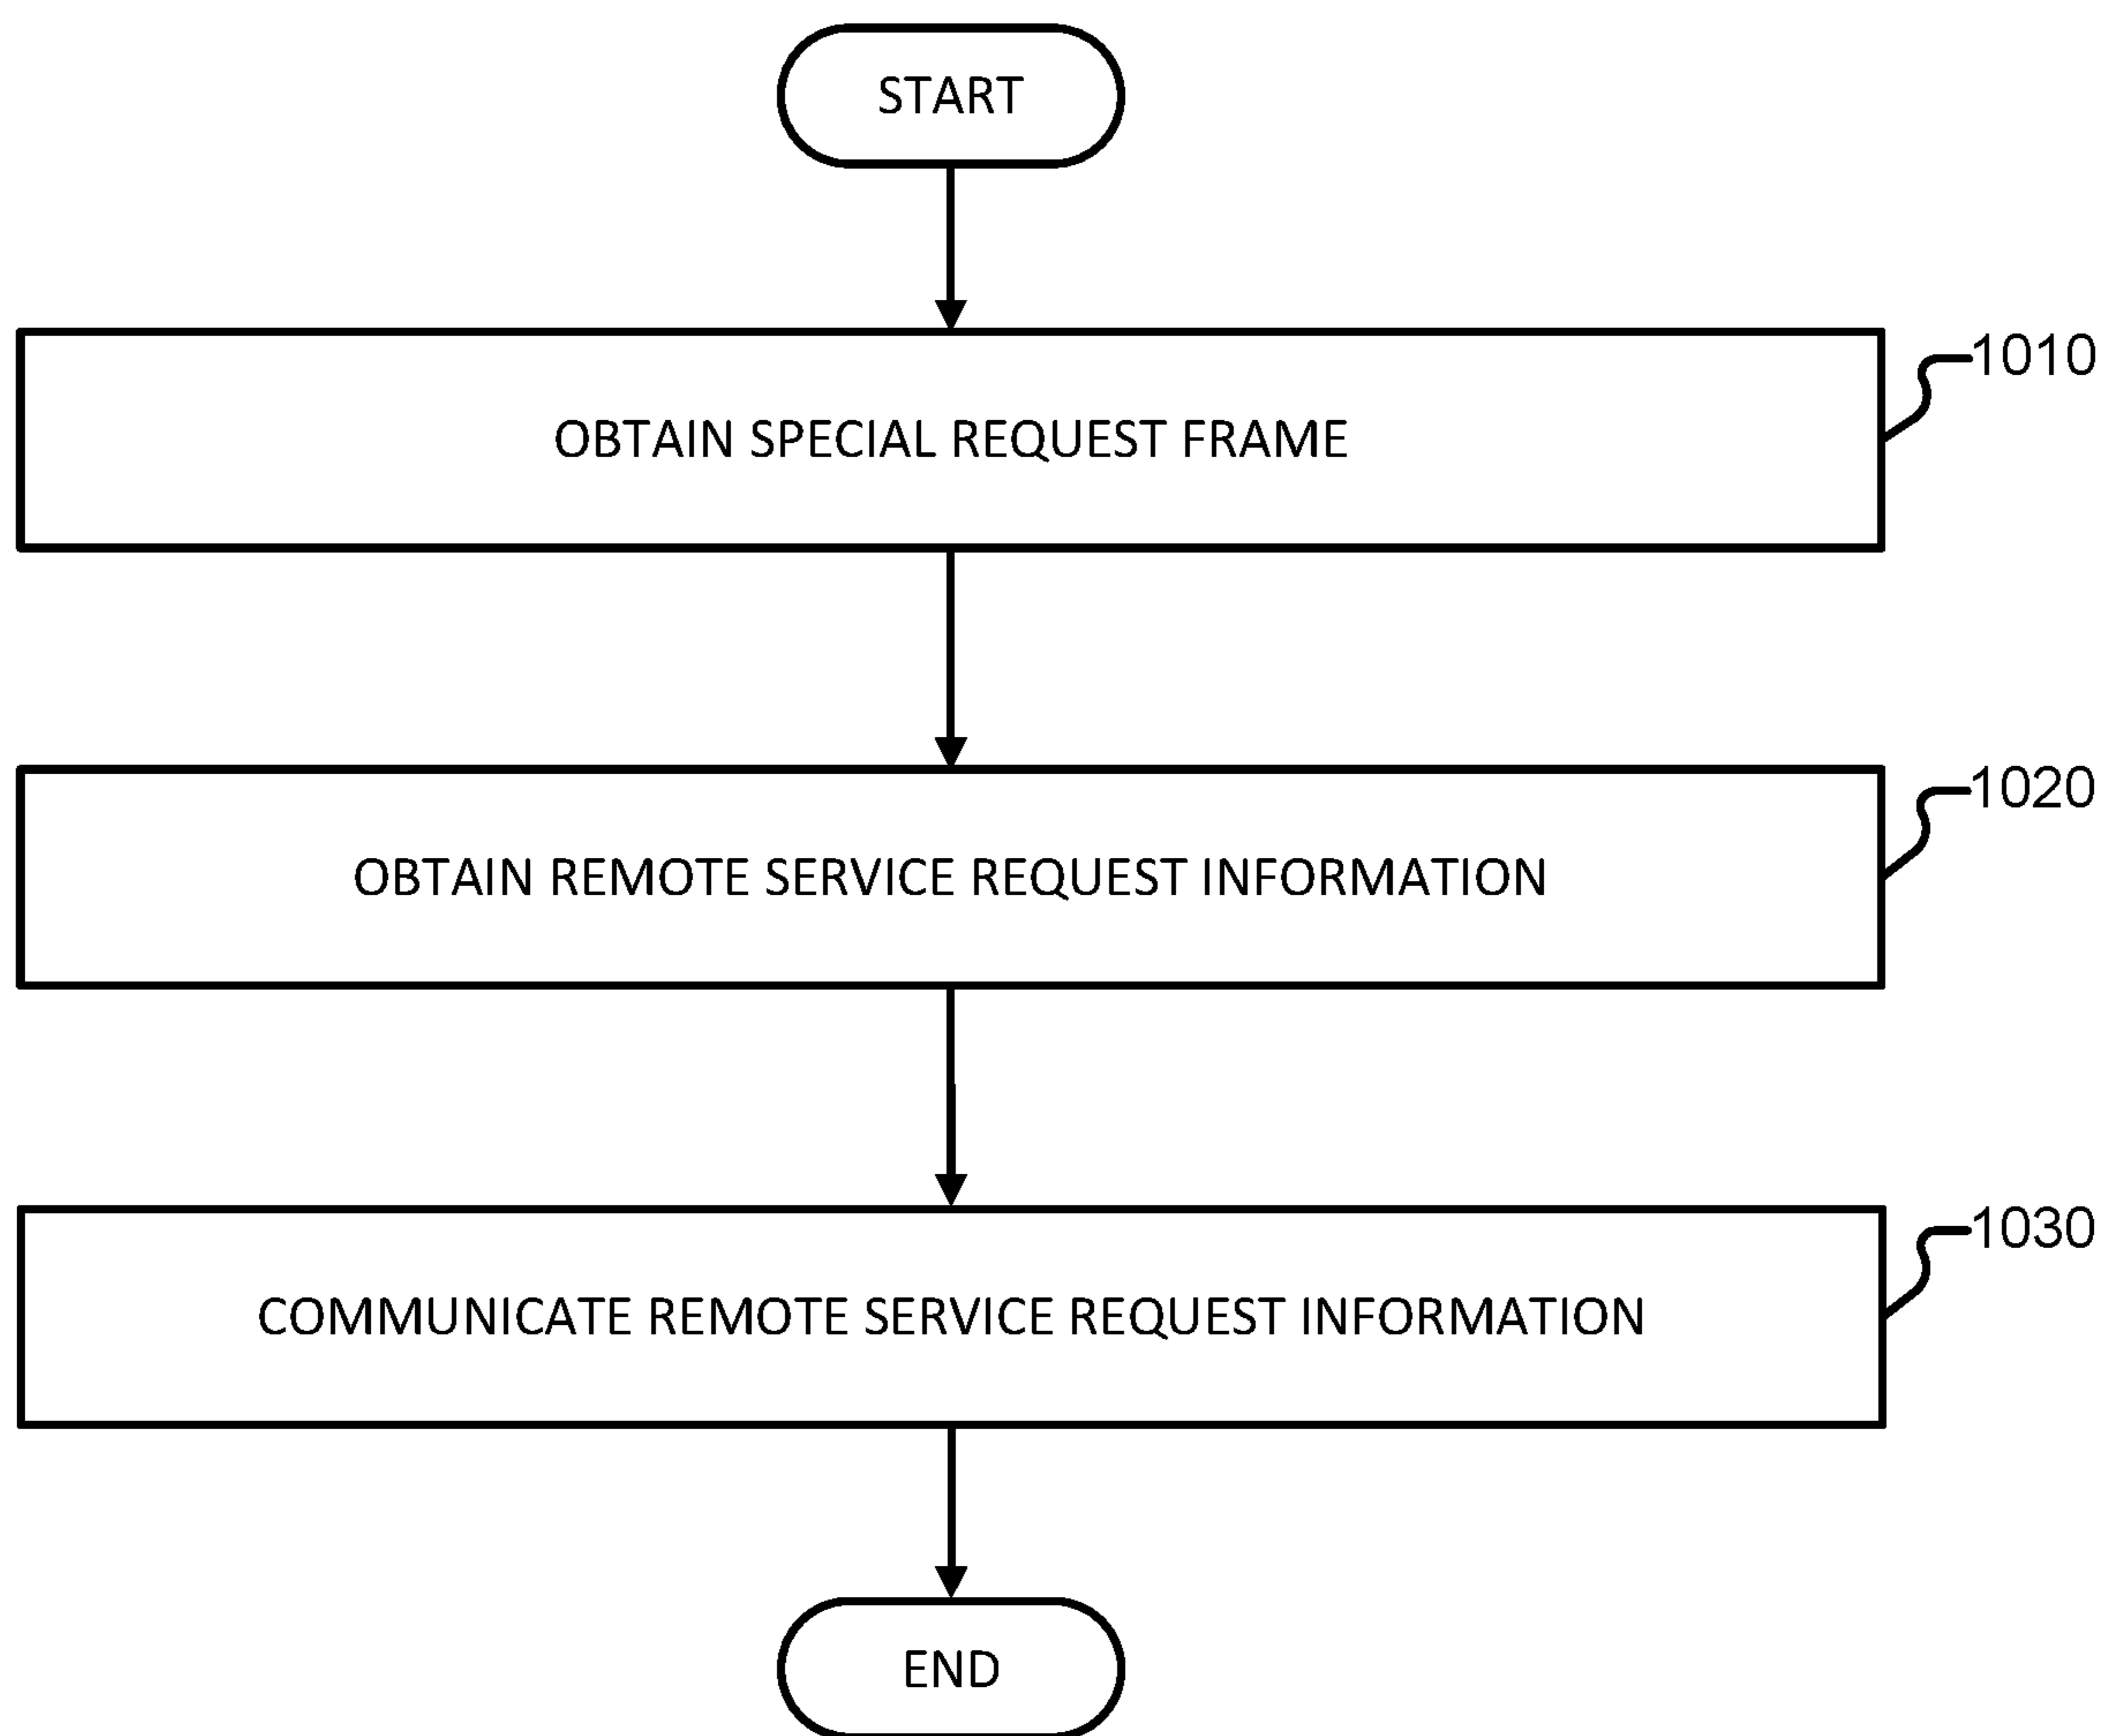 START
1010
OBTAIN SPECIAL REQUEST FRAME
1020
OBTAIN REMOTE SERVICE REQUEST INFORMATION
1030
COMMUNICATE REMOTE SERVICE REQUEST INFORMATION
END